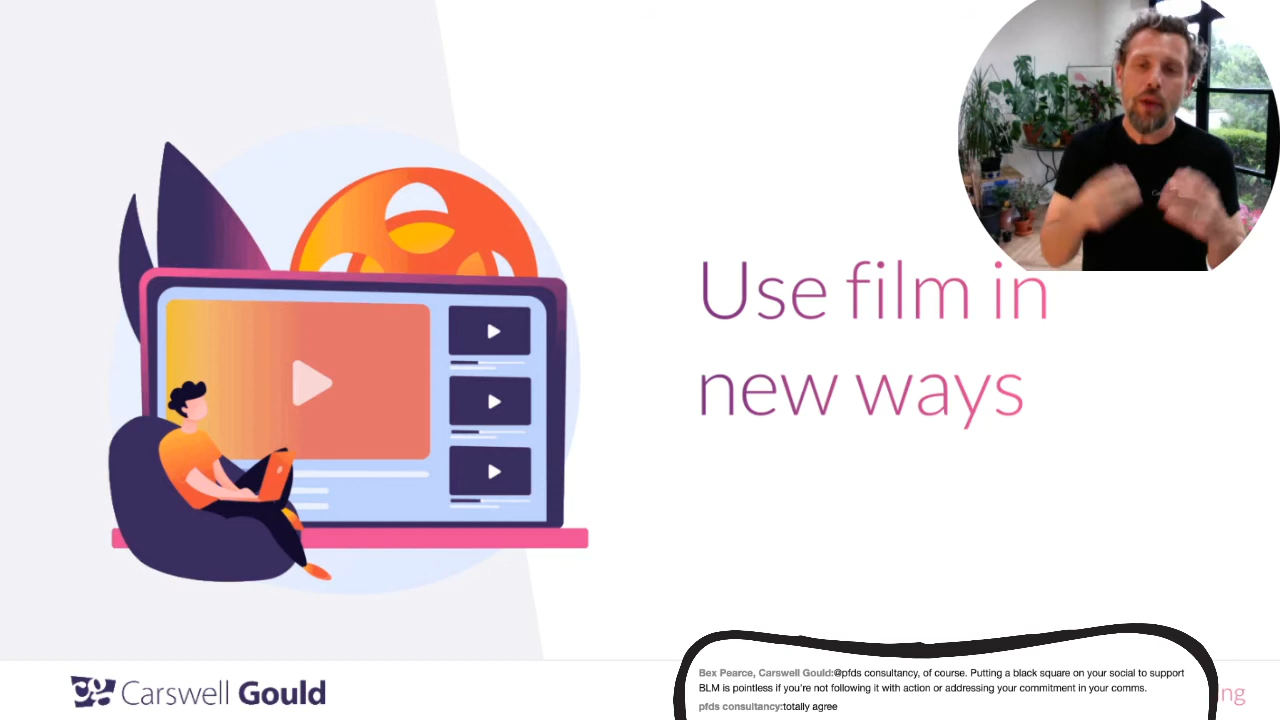 Use film in
new ways
Bex Pearce, Carswell Gould:@pfds consultancy, of course. Putting a black square on your social to support
BLM is pointless if you're not following it with action or addressing your commitment in your comms.
pfds consultancy:totally agree
Carswell Gould